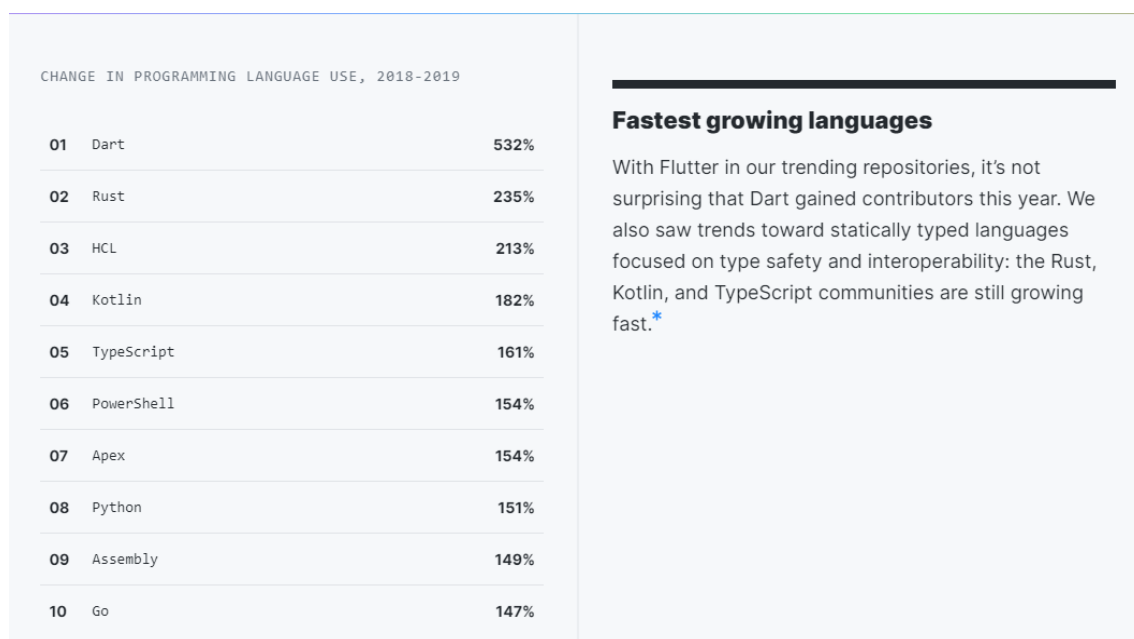 CHANGE IN PROGRAMMING LANGUAGE USE, 2018-2019
01 Dart 532%
02 Rust 235%
03 HCL 213%
04 Kotlin 182%
05 TypeScript 161%
06 PowerShell 154%
07 Apex 154%
08 Python 151%
09 Assembly 149%
10 Go 147%
Fastest growing languages
With Flutter in our trending repositories, it’s not
surprising that Dart gained contributors this year. We
also saw trends toward statically typed languages
focused on type safety and interoperability: the Rust,
Kotlin, and TypeScript communities are still growing
fast.*